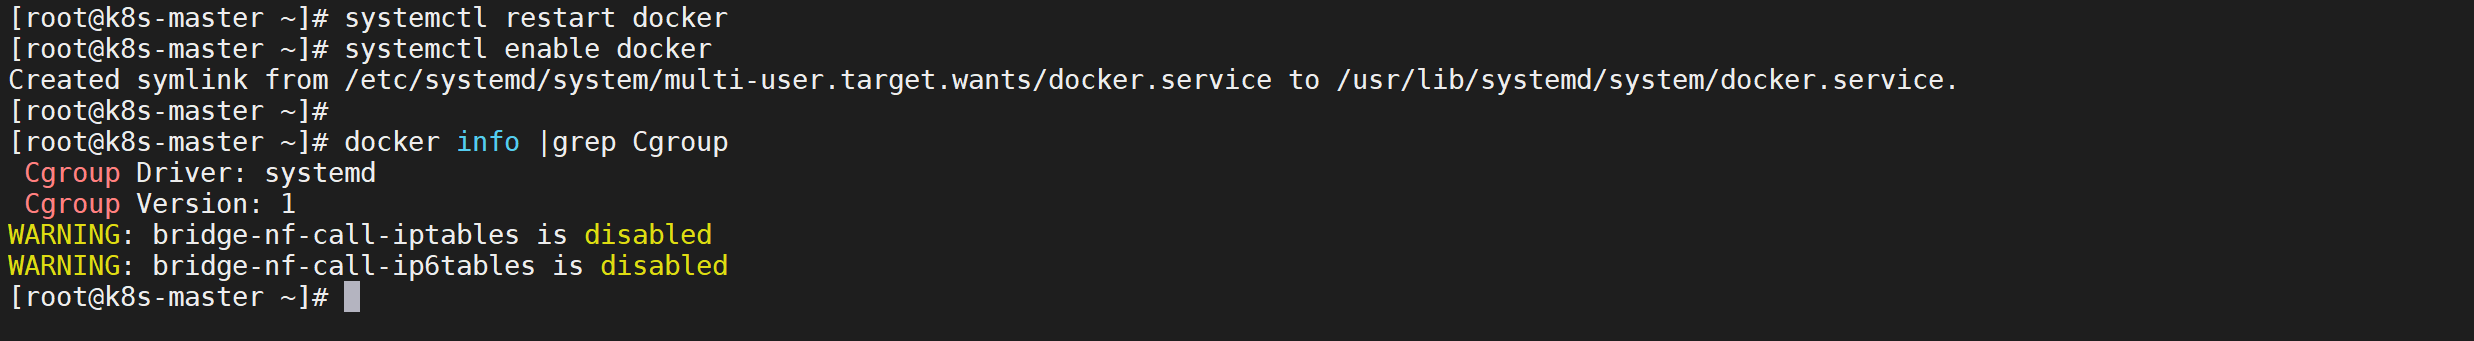 [root@k8s-master ~]# systemctl restart docker
[root@k8s-master ~]# systemctl enable docker
Created symlink from /etc/systemd/system/multi-user.target.wants/docker.service to /usr/lib/systemd/system/docker.service.
[root@k8s-master ~]#
[root@k8s-master ~]# docker info |grep Cgroup
 Cgroup Driver: systemd
 Cgroup Version: 1
WARNING: bridge-nf-call-iptables is disabled
WARNING: bridge-nf-call-ip6tables is disabled
[root@k8s-master ~]#